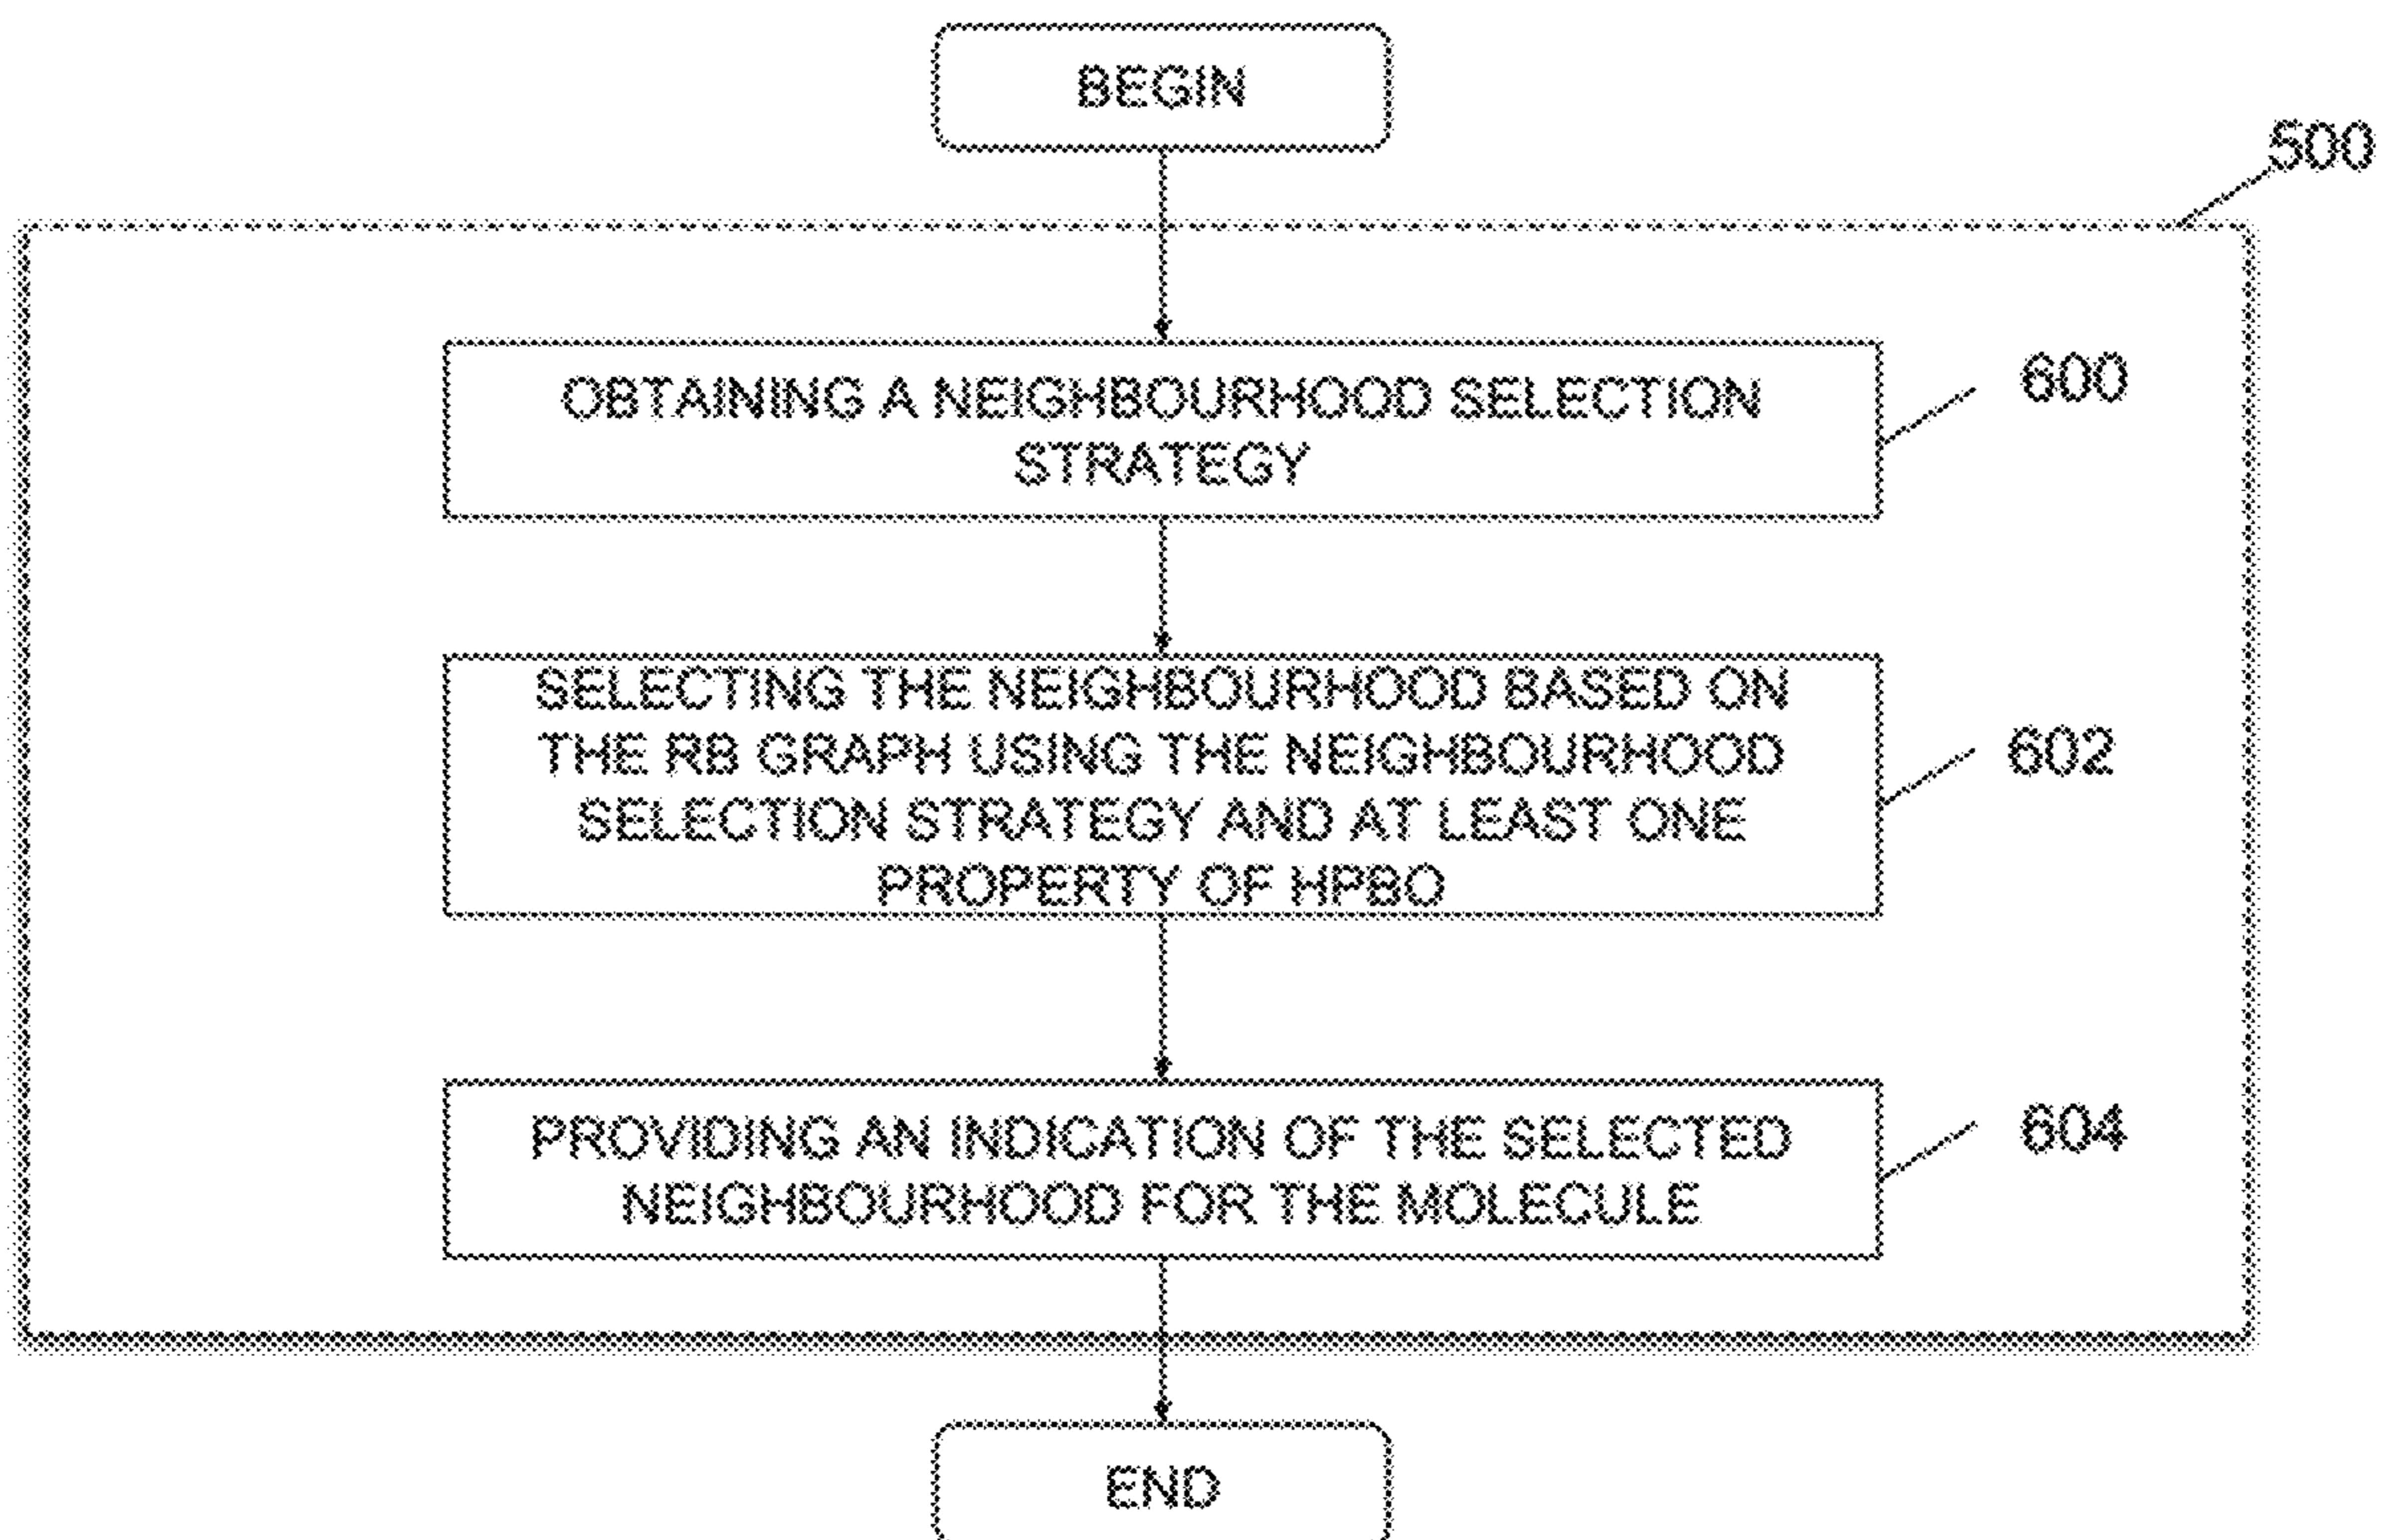 BEGIN
500
OBTAINING A NEIGHBOURHOOD SELECTION
STRATEGY
600
SELECTING THE NEIGHBOURHOOD BASED ON
THE RB GRAPH USING THE NEIGHBOURHOOD
SELECTION STRATEGY AND AT LEAST ONE
PROPERTY OF HPBO
602
PROVIDING AN INDICATION OF THE SELECTED
NEIGHBOURHOOD FOR THE MOLECULE
604
END